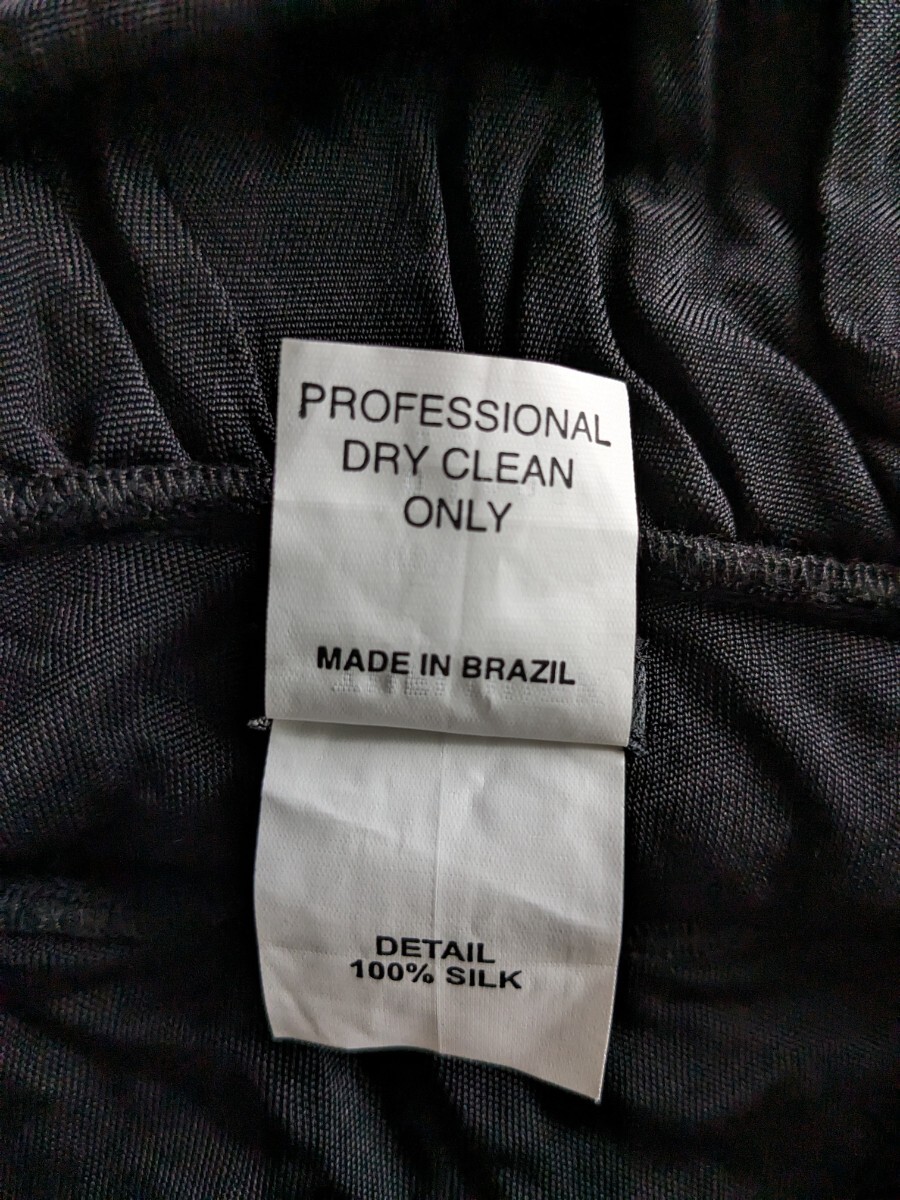 PROFESSIONAL
DRY CLEAN
ONLY
MADE IN BRAZIL
DETAIL
100% SILK